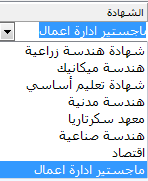 الشهادة
ماجستير ادارة اعمال
شهادة هندسة زراعية
هندسة ميكانيك
شهادة تعليم أساسي
هندسة مدنية
معهد سكرتاريا
هندسة صناعية
اقتصاد
ماجستير ادارة اعمال